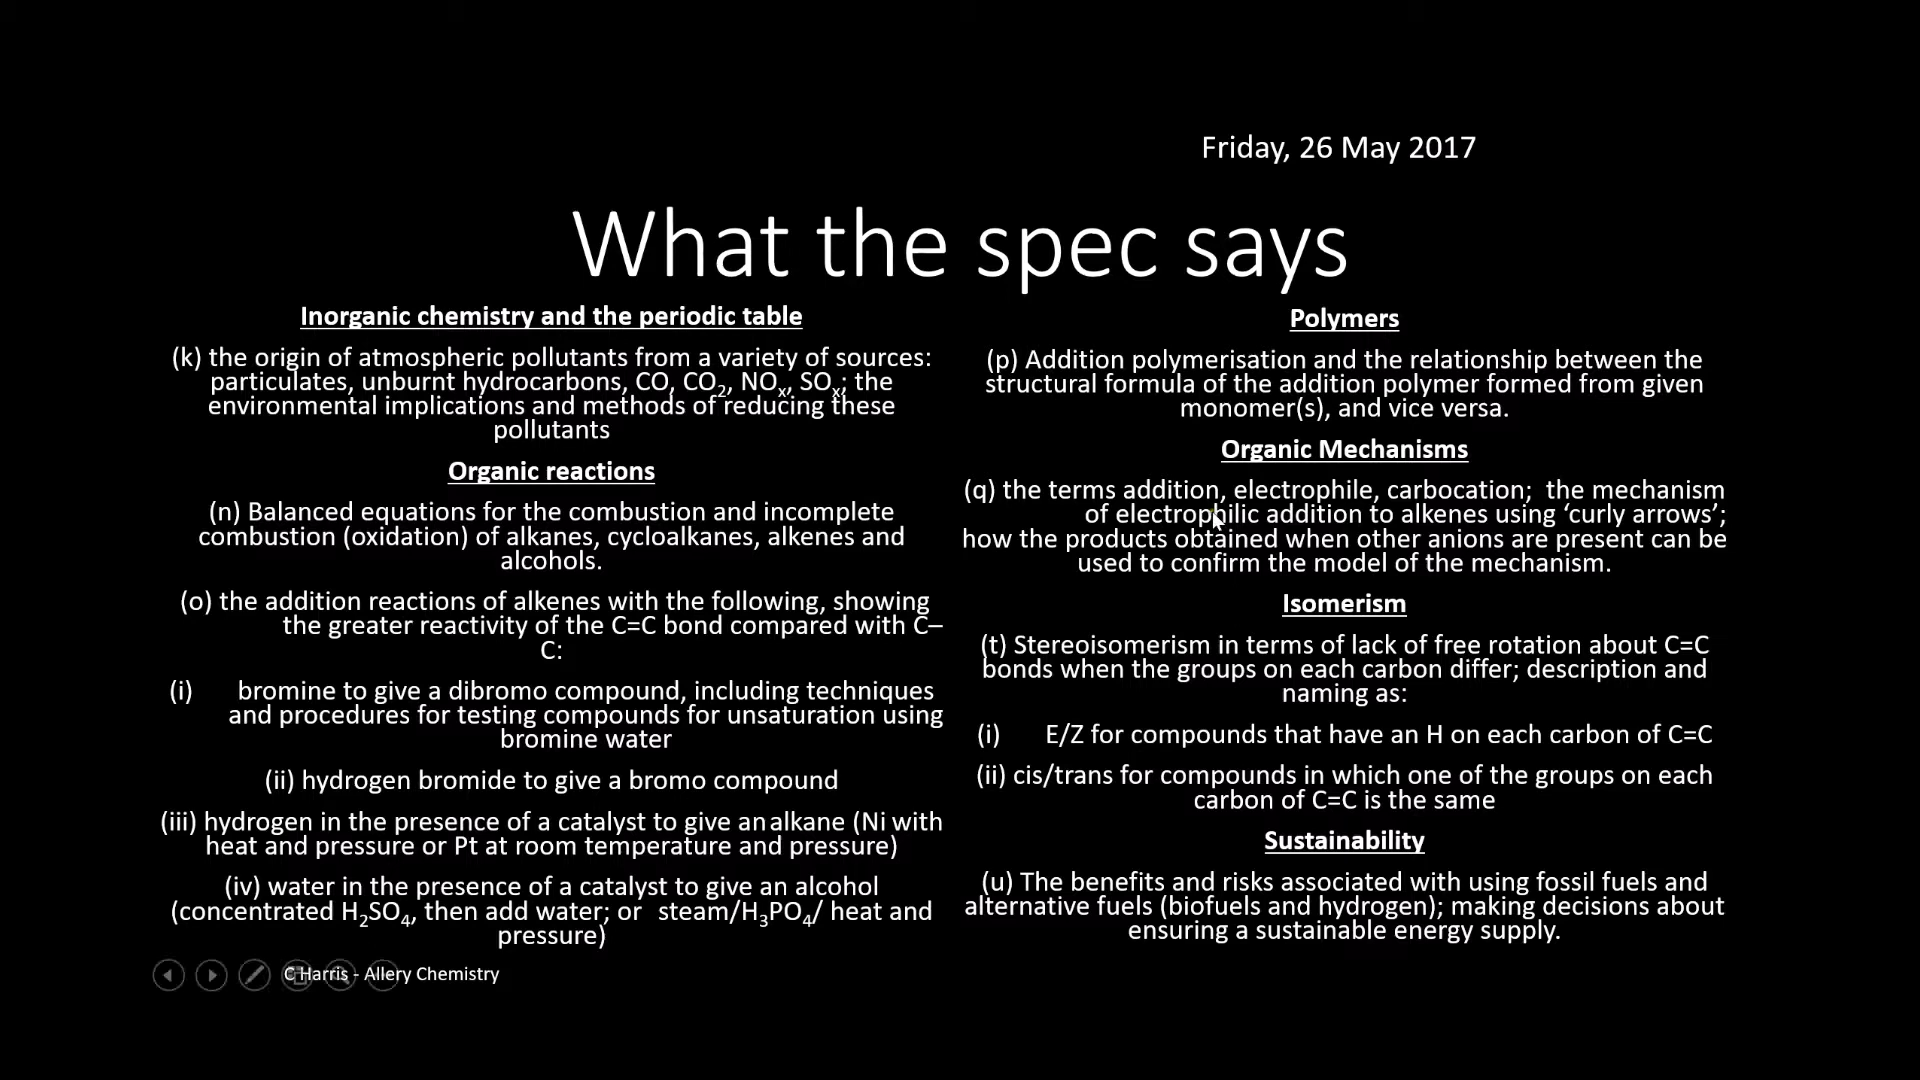 Friday, 26 May 2017
What the spec says
Inorganic chemistry and the periodic table
(k) the origin of atmospheric pollutants from a variety of sources:
particulates, unburnt hydrocarbons, CO, CO₂, NOₓ, SOₓ; the
environmental implications and methods of reducing these
pollutants
Organic reactions
(n) Balanced equations for the combustion and incomplete
combustion (oxidation) of alkanes, cycloalkanes, alkenes and
alcohols.
(o) the addition reactions of alkenes with the following, showing
the greater reactivity of the C=C bond compared with C–
C:
(i) bromine to give a dibromo compound, including techniques
and procedures for testing compounds for unsaturation using
bromine water
(ii) hydrogen bromide to give a bromo compound
(iii) hydrogen in the presence of a catalyst to give an alkane (Ni with
heat and pressure or Pt at room temperature and pressure)
(iv) water in the presence of a catalyst to give an alcohol
(concentrated H₂SO₄, then add water; or steam/H₃PO₄/ heat and
pressure)
Polymers
(p) Addition polymerisation and the relationship between the
structural formula of the addition polymer formed from given
monomer(s), and vice versa.
Organic Mechanisms
(q) the terms addition, electrophile, carbocation; the mechanism
of electrophilic addition to alkenes using ‘curly arrows’;
how the products obtained when other anions are present can be
used to confirm the model of the mechanism.
Isomerism
(t) Stereoisomerism in terms of lack of free rotation about C=C
bonds when the groups on each carbon differ; description and
naming as:
(i) E/Z for compounds that have an H on each carbon of C=C
(ii) cis/trans for compounds in which one of the groups on each
carbon of C=C is the same
Sustainability
(u) The benefits and risks associated with using fossil fuels and
alternative fuels (biofuels and hydrogen); making decisions about
ensuring a sustainable energy supply.
C Harris - Allery Chemistry